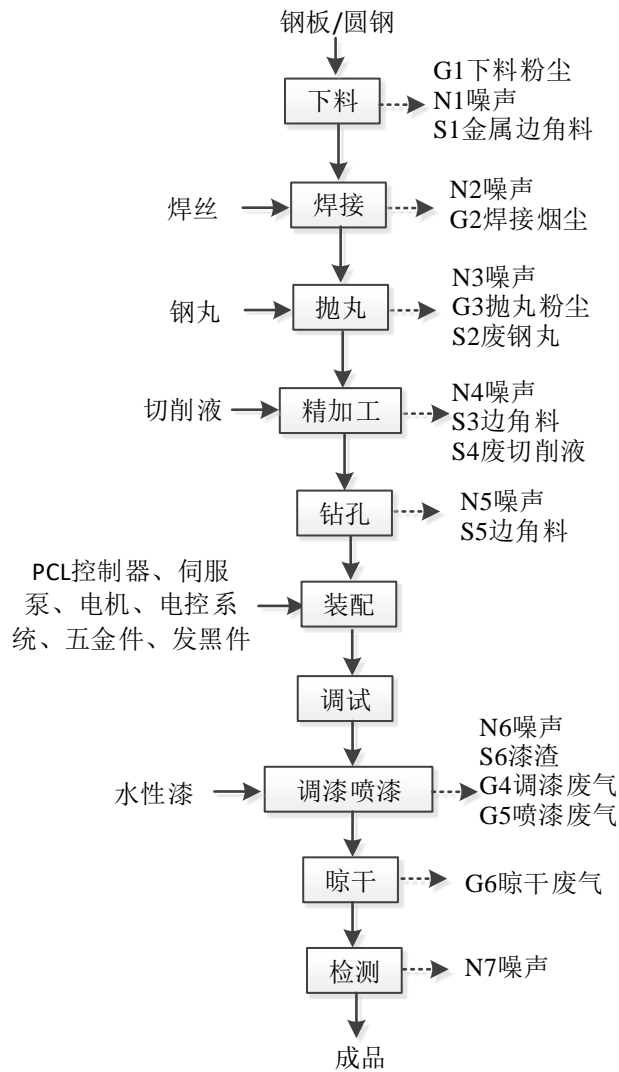 钢板/圆钢
G1下料粉尘
下料
N1噪声
S1金属边角料
N2噪声
焊丝
焊接
G2焊接烟尘
N3噪声
钢丸
抛丸
G3抛丸粉尘
S2废钢丸
N4噪声
切削液
精加工
S3边角料
S4废切削液
N5噪声
钻孔
S5边角料
PCL控制器、伺服
泵、电机、电控系
统、五金件、发黑件
装配
调试
N6噪声
S6漆渣
水性漆
调漆喷漆
G4调漆废气
G5喷漆废气
晾干
G6晾干废气
检测
N7噪声
成品